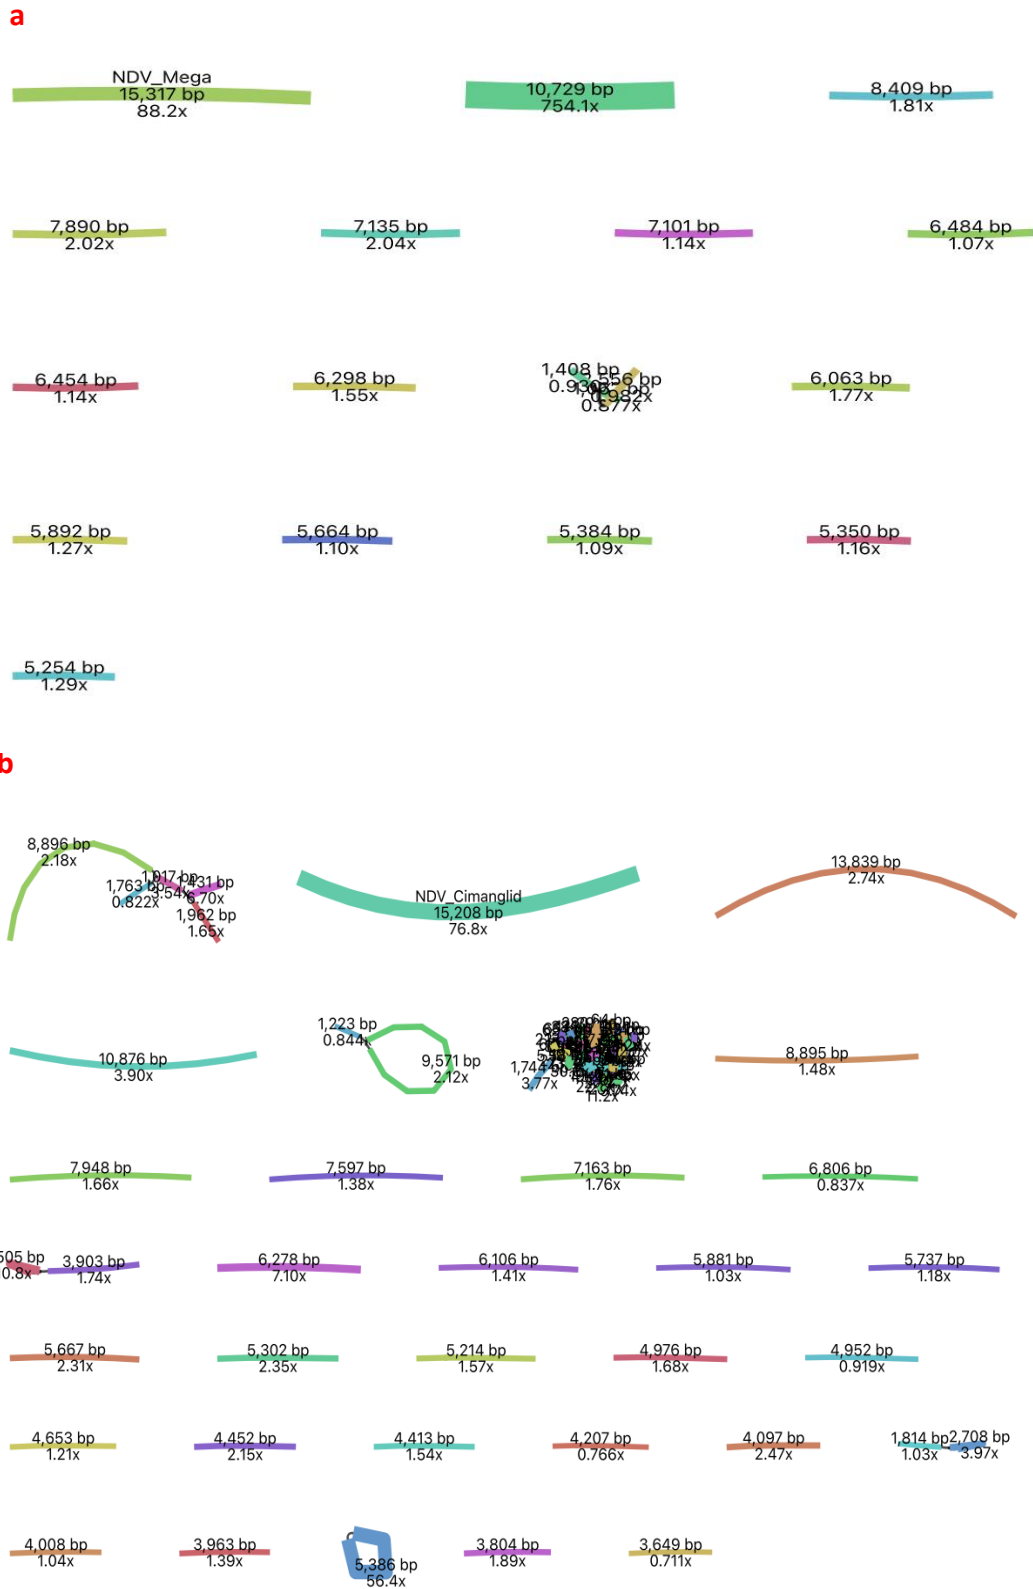 a
NDV_Mega
15,317 bp
88.2x
10,729 bp
754.1x
8,409 bp
1.81x
7,890 bp
2.02x
7,135 bp
2.04x
7,101 bp
1.14x
6,484 bp
1.07x
6,454 bp
1.14x
6,298 bp
1.55x
1,408 bp
0.877x
6,063 bp
1.77x
5,892 bp
1.27x
5,664 bp
1.10x
5,384 bp
1.09x
5,350 bp
1.16x
5,254 bp
1.29x
b
8,896 bp
2.18x
1,763 bp
0.822x
6.70x
1,962 bp
1.65x
NDV_Cimanglid
15,208 bp
76.8x
13,839 bp
2.74x
10,876 bp
3.90x
1,223 bp
0.844x
9,571 bp
2.12x
3.77x
11.2x
8,895 bp
1.48x
7,948 bp
1.66x
7,597 bp
1.38x
7,163 bp
1.76x
6,806 bp
0.837x
3,903 bp
1.74x
6,278 bp
7.10x
6,106 bp
1.41x
5,881 bp
1.03x
5,737 bp
1.18x
5,667 bp
2.31x
5,302 bp
2.35x
5,214 bp
1.57x
4,976 bp
1.68x
4,952 bp
0.919x
4,653 bp
1.21x
4,452 bp
2.15x
4,413 bp
1.54x
4,207 bp
0.766x
4,097 bp
2.47x
1,814 bp
1.03x
2,708 bp
3.97x
4,008 bp
1.04x
3,963 bp
1.39x
5,386 bp
56.4x
3,804 bp
1.89x
3,649 bp
0.711x